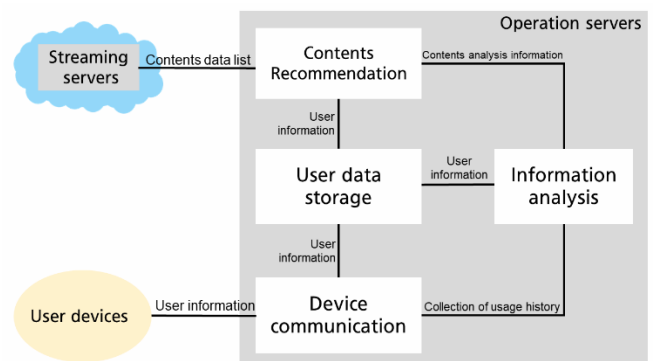 Operation servers
Streaming
servers
Contents data list
Contents
Recommendation
Contents analysis information
User
information
User data
storage
User
information
Information
analysis
User
information
User devices
User information
Device
communication
Collection of usage history